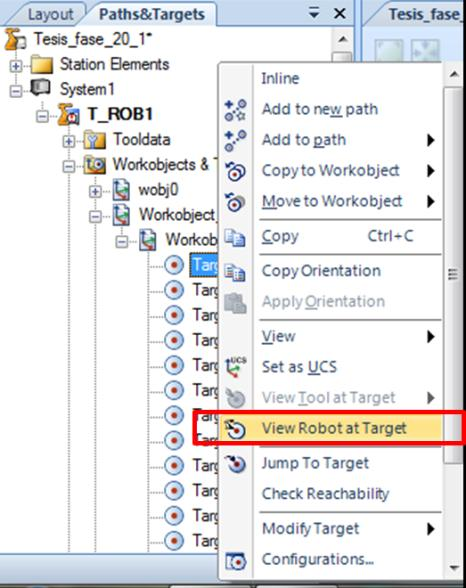 Layout
Paths&Targets
Tesis_fase_
Tesis_fase_20_1*
Station Elements
System1
T_ROB1
Tooldata
Workobjects & T
wobj0
Workobject_
Workob
Targ
Targ
Targ
Targ
Targ
Targ
Targ
Targ
Targ
Targ
Targ
Targ
Inline
Add to new path
Add to path
Copy to Workobject
Move to Workobject
Copy Ctrl+C
Copy Orientation
Apply Orientation
View
UCS Set as UCS
View Tool at Target
View Robot at Target
Jump To Target
Check Reachability
Modify Target
Configurations...